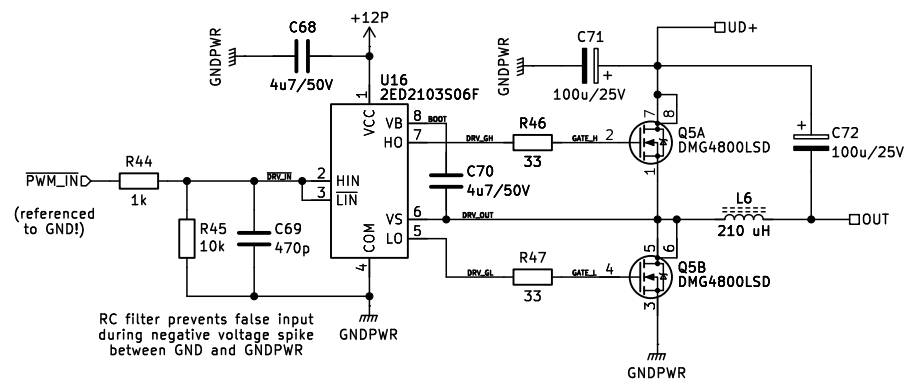 +12P
C68
GNDPWR
4u7/50V
U16
2ED2103S06F
1
VCC
VB
8
BOOT
HO
7
DRV_GH
R46
33
GATE_H
2
GNDPWR
C71
+
100u/25V
UD+
7
8
Q5A
DMG4800LSD
1
+
C72
100u/25V
PWM_IN
R44
1k
DRV_IN
2
HIN
3
LIN
(referenced
to GND!)
R45
10k
C69
470p
C70
4u7/50V
VS
6
DRV_OUT
LO
5
COM
4
L6
210 uH
OUT
DRV_GL
R47
33
GATE_L
4
5
6
Q5B
DMG4800LSD
3
GNDPWR
GNDPWR
RC filter prevents false input
during negative voltage spike
between GND and GNDPWR